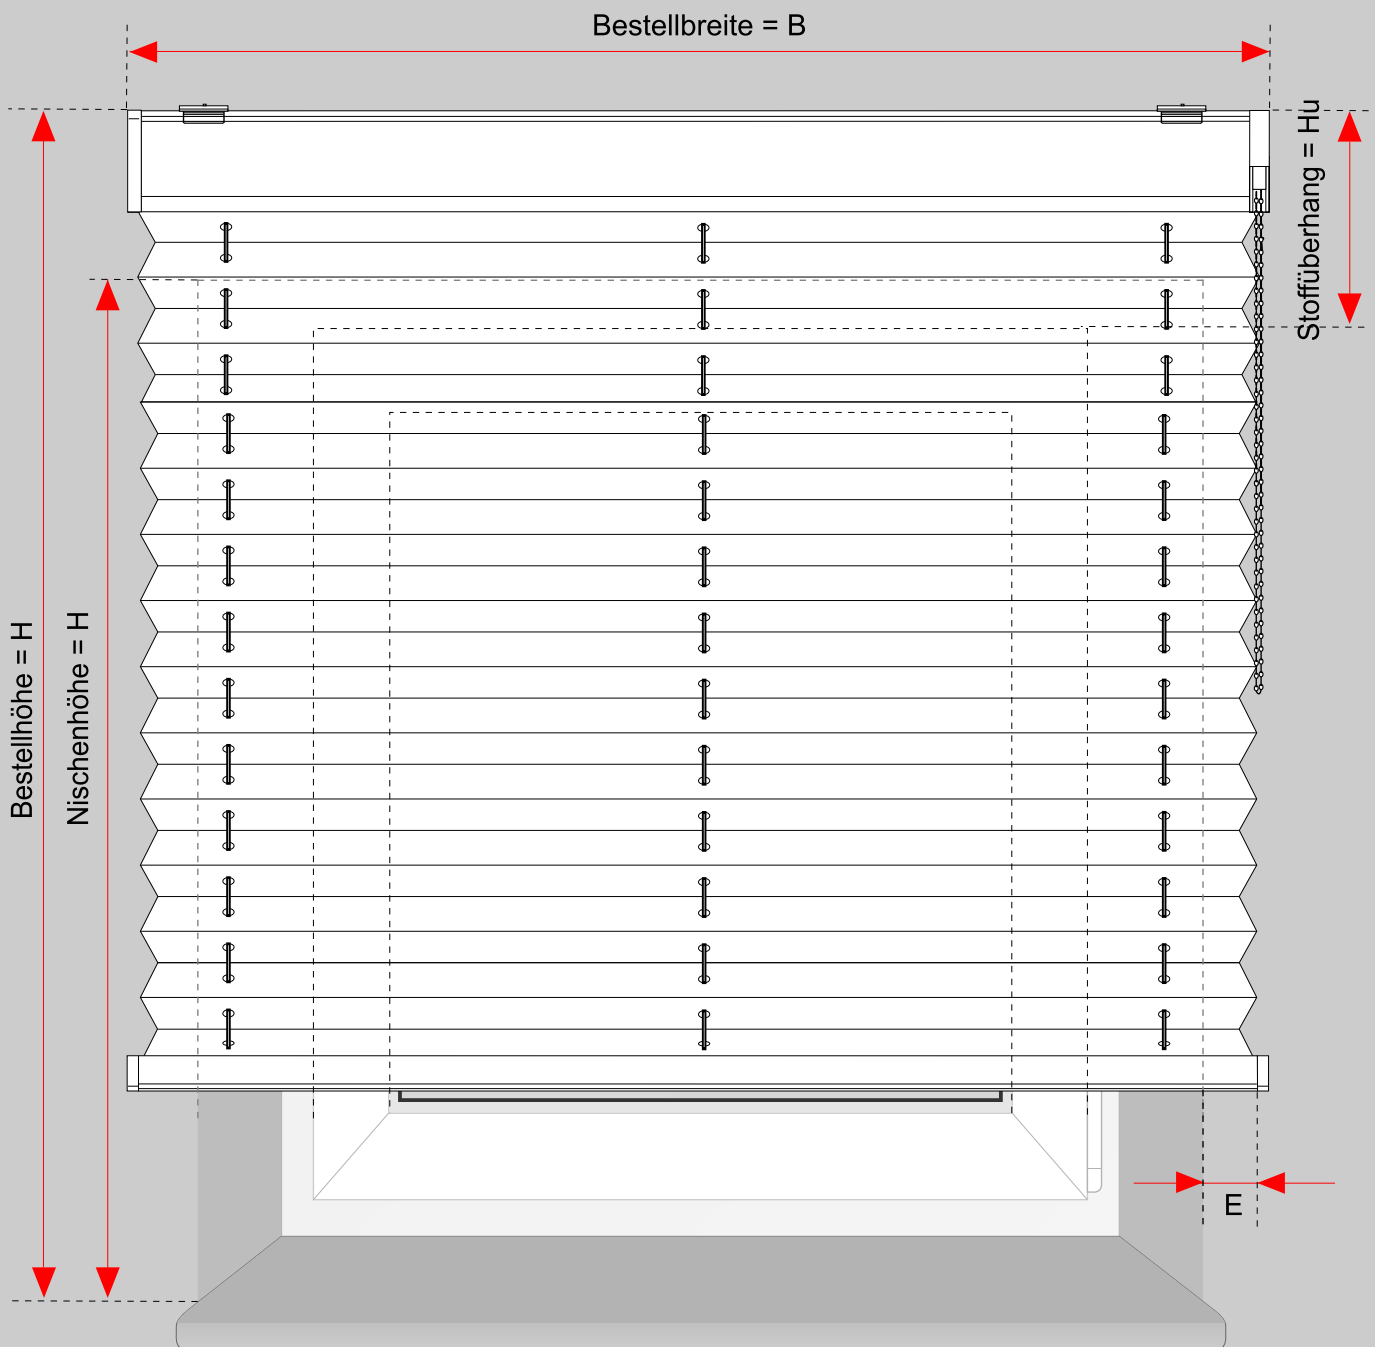 Bestellbreite = B
Stoffüberhang = Hu
Bestellhöhe = H
Nischenhöhe = H
E